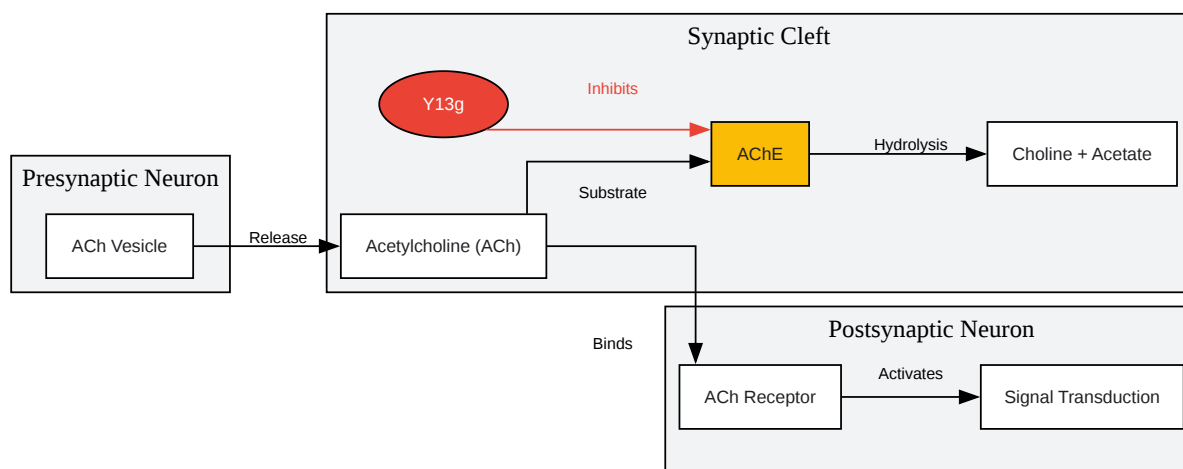 Synaptic Cleft
Y13g
Inhibits
AChE
Hydrolysis
Choline + Acetate
Presynaptic Neuron
Substrate
ACh Vesicle
Release
Acetylcholine (ACh)
Postsynaptic Neuron
Binds
ACh Receptor
Activates
Signal Transduction